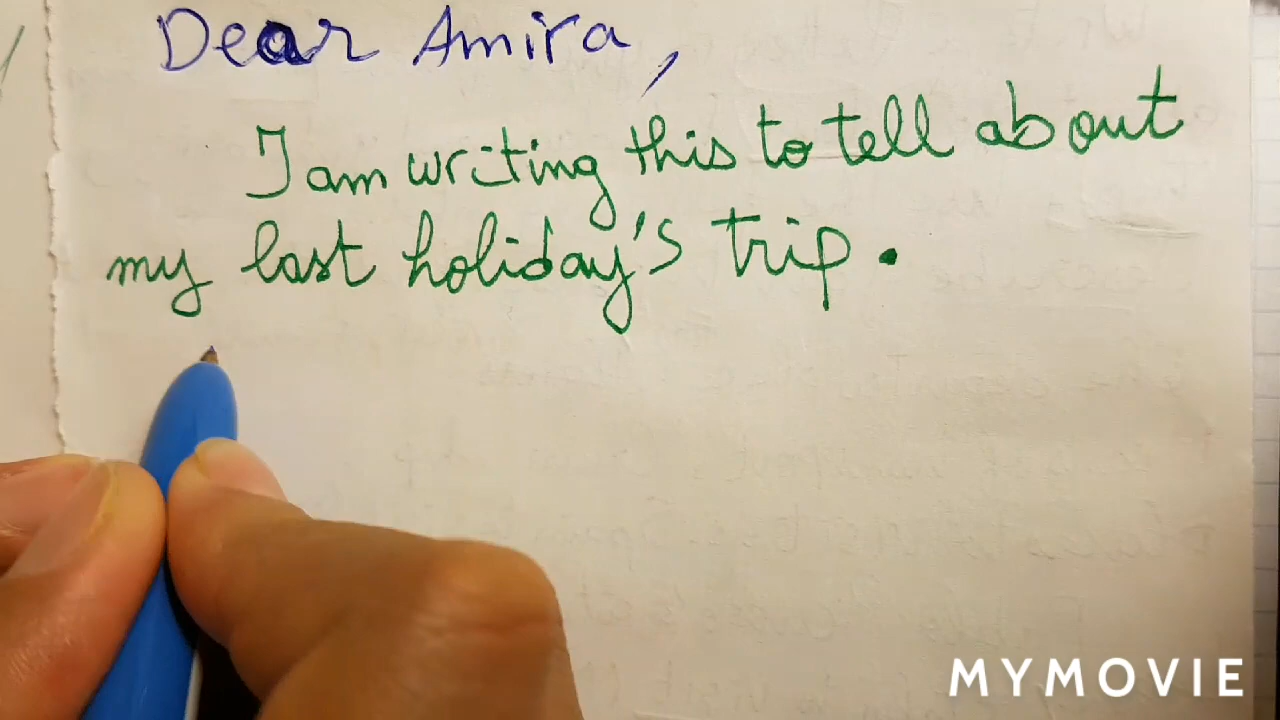 Dear Amira,
I am writing this to tell about
my last holiday's trip.
MYMOVIE